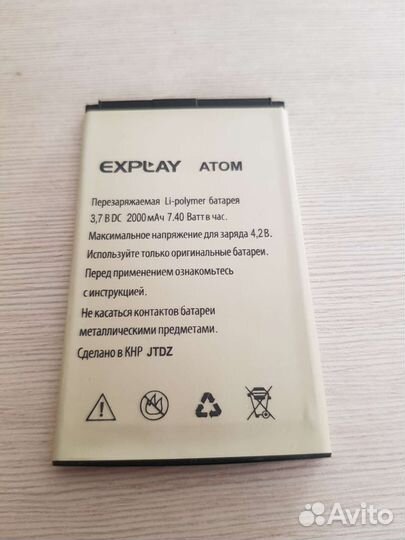 EXPLAY ATOM
Перезаряжаемая Li-polymer батарея
3,7 В DC 2000 мАч 7.40 Ватт в час.
Максимальное напряжение для заряда 4,2 В.
Используйте только оригинальные батареи.
Перед применением ознакомьтесь
с инструкцией.
Не касаться контактов батареи
металлическими предметами.
Сделано в КНР JTDZ
Avito